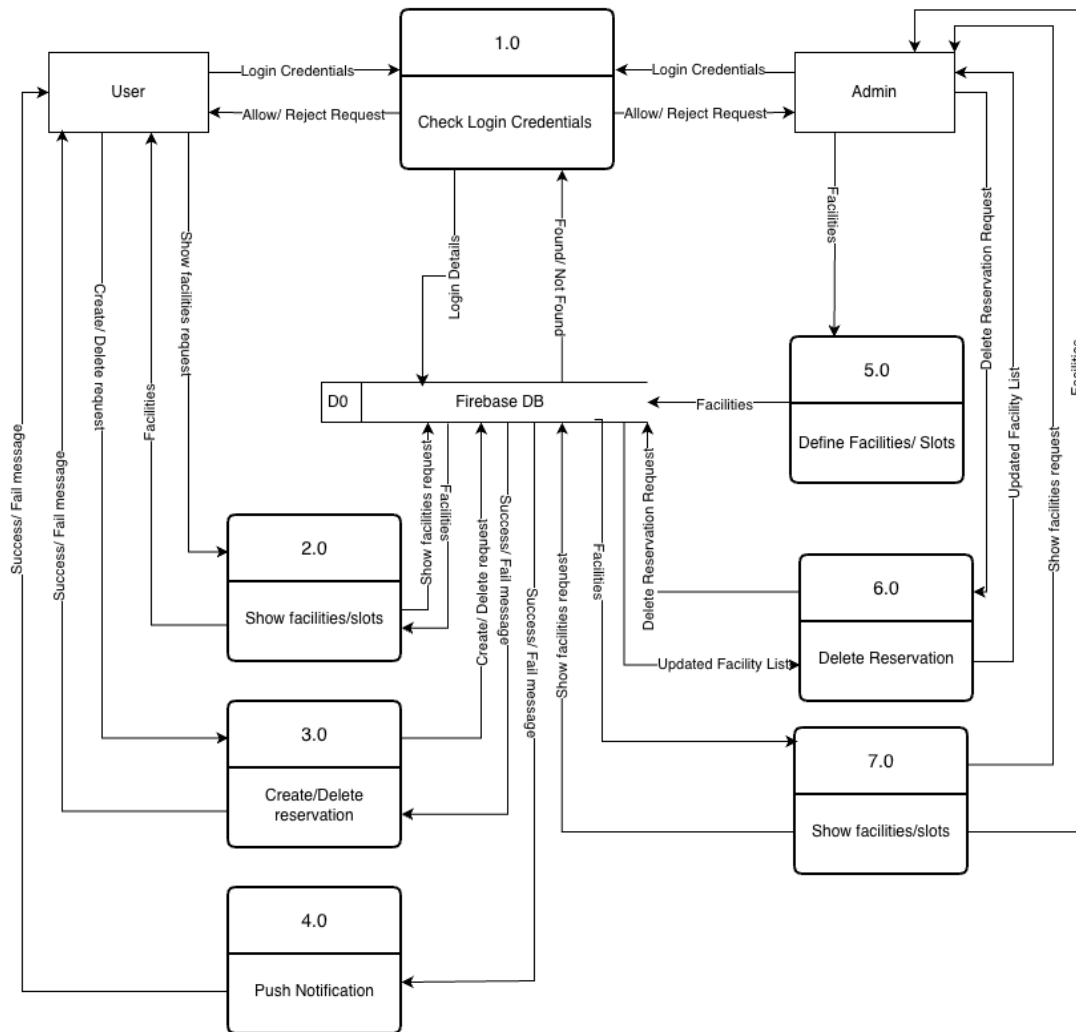 1.0
Check Login Credentials
User
Admin
Login Credentials
Allow/ Reject Request
Login Credentials
Allow/ Reject Request
Login Details
Found/ Not Found
Facilities
Delete Reservation Request
Updated Facility List
Show facilities request
Facilities
Show facilities request
Create/ Delete request
Facilities
Success/ Fail message
Success/ Fail message
D0
Firebase DB
Facilities
5.0
Define Facilities/ Slots
Show facilities request
Facilities
Create/ Delete request
Success/ Fail message
Success/ Fail message
Show facilities request
Facilities
Delete Reservation Request
Updated Facility List
2.0
Show facilities/slots
6.0
Delete Reservation
3.0
Create/Delete
reservation
7.0
Show facilities/slots
4.0
Push Notification